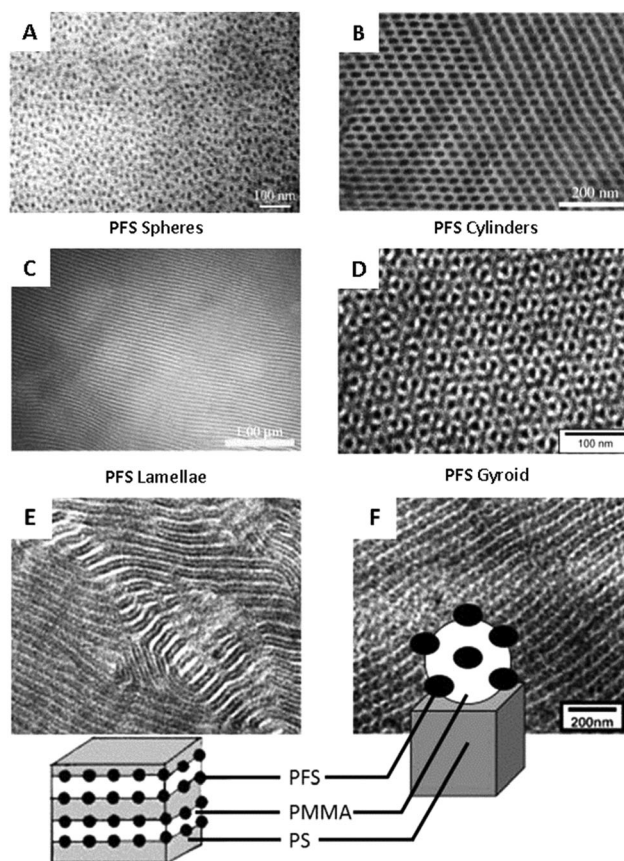 A
B
100 nm
200 nm
PFS Spheres
PFS Cylinders
C
D
1.00 µm
100 nm
PFS Lamellae
PFS Gyroid
E
F
200nm
PFS
PMMA
PS